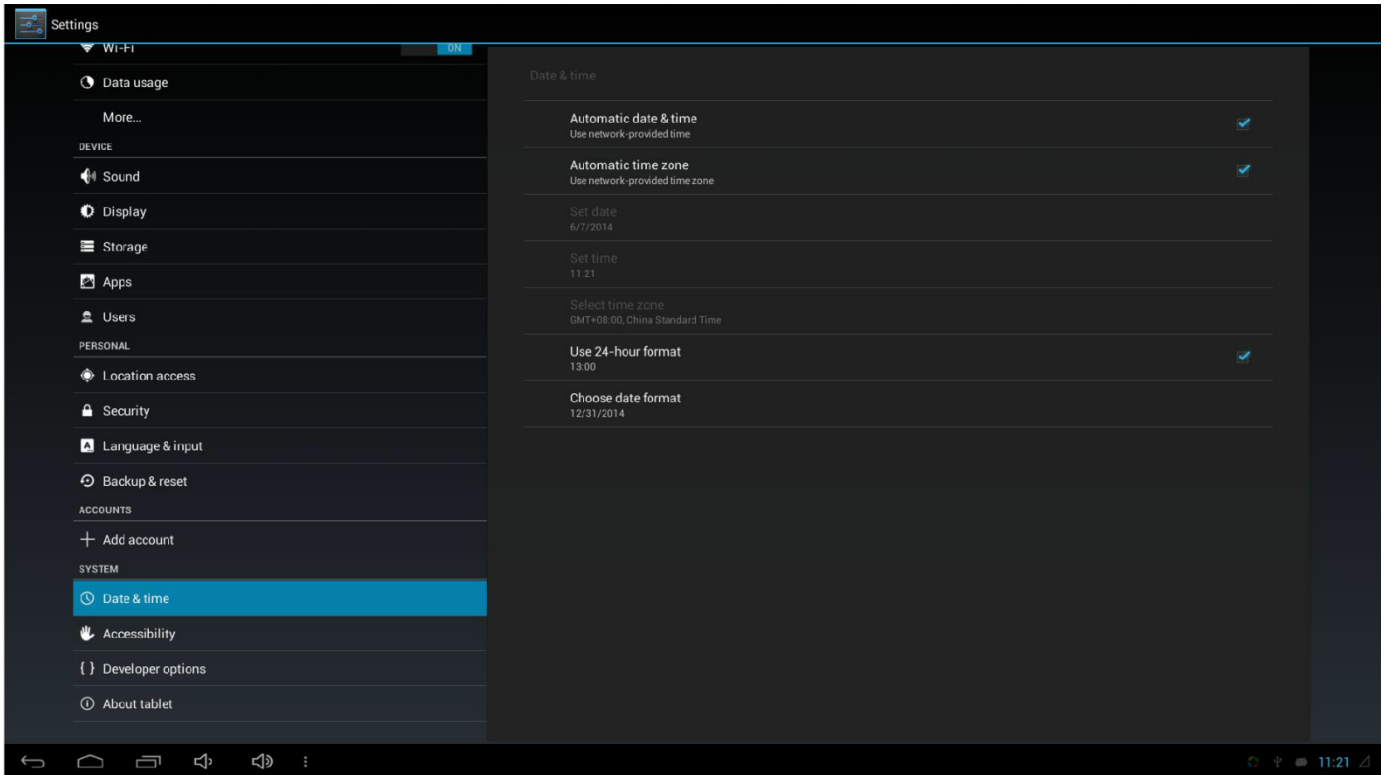 Settings
Wi-Fi
ON
Data usage
More...
DEVICE
Sound
Display
Storage
Apps
Users
PERSONAL
Location access
Security
Language & input
Backup & reset
ACCOUNTS
Add account
SYSTEM
Date & time
Accessibility
{ } Developer options
About tablet
Date & time
Automatic date & time
Use network-provided time
Automatic time zone
Use network-provided time zone
Set date
6/7/2014
Set time
11:21
Select time zone
GMT+08:00, China Standard Time
Use 24-hour format
13:00
Choose date format
12/31/2014
11:21